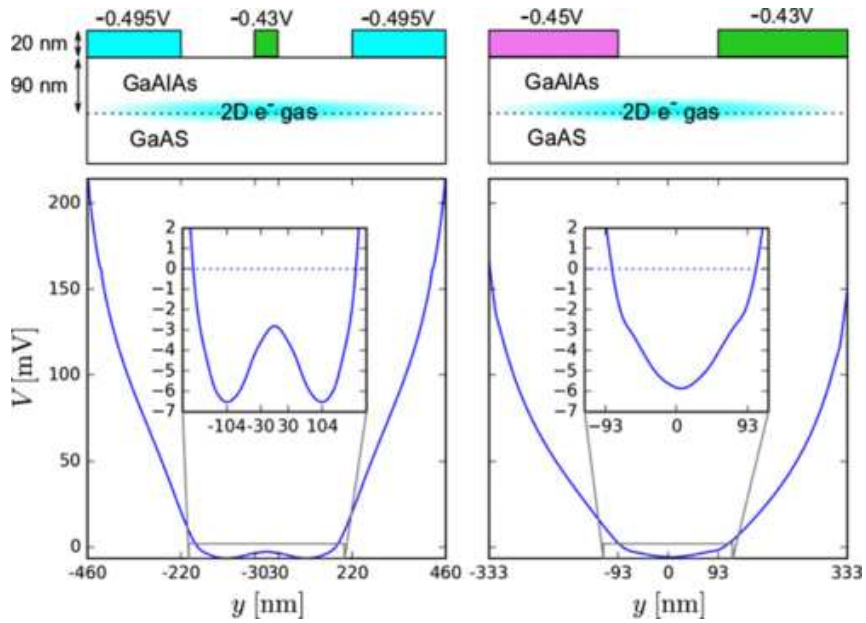 −0.495V −0.43V −0.495V −0.45V −0.43V
20 nm
90 nm
GaAlAs GaAlAs
2D e⁻ gas 2D e⁻ gas
GaAS GaAS
200
150
100
50
0
V [mV]
2
1
0
−1
−2
−3
−4
−5
−6
−7
-104 -30 30 104
2
1
0
−1
−2
−3
−4
−5
−6
−7
−93 0 93
-460 -220 -3030 220 460
-333 -93 0 93 333
y [nm] y [nm]